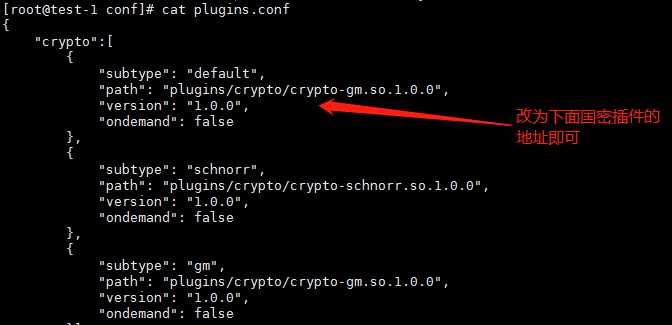 [root@test-1 conf]# cat plugins.conf
{
    "crypto":[
        {
            "subtype": "default",
            "path": "plugins/crypto/crypto-gm.so.1.0.0",
            "version": "1.0.0",
            "ondemand": false
        },
        {
            "subtype": "schnorr",
            "path": "plugins/crypto/crypto-schnorr.so.1.0.0",
            "version": "1.0.0",
            "ondemand": false
        },
        {
            "subtype": "gm",
            "path": "plugins/crypto/crypto-gm.so.1.0.0",
            "version": "1.0.0",
            "ondemand": false
改为下面国密插件的
地址即可